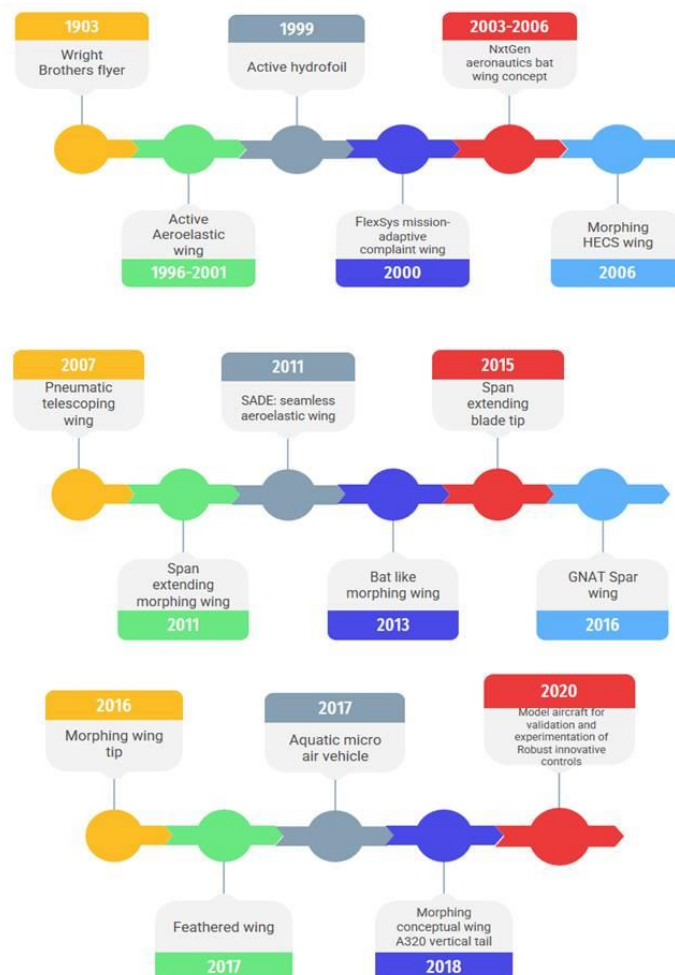 1903
Wright
Brothers flyer
1999
Active hydrofoil
2003-2006
NxtGen
aeronautics bat
wing concept
Active
Aeroelastic
wing
1996-2001
FlexSys mission-
adaptive
complaint wing
2000
Morphing
HECS wing
2006
2007
Pneumatic
telescoping
wing
2011
SADE: seamless
aeroelastic wing
2015
Span
extending
blade tip
Span
extending
morphing wing
2011
Bat like
morphing wing
2013
GNAT Spar
wing
2016
2016
Morphing wing
tip
2017
Aquatic micro
air vehicle
2020
Model aircraft for
validation and
experimentation of
Robust innovative
controls
Feathered wing
2017
Morphing
conceptual wing
A320 vertical tail
2018